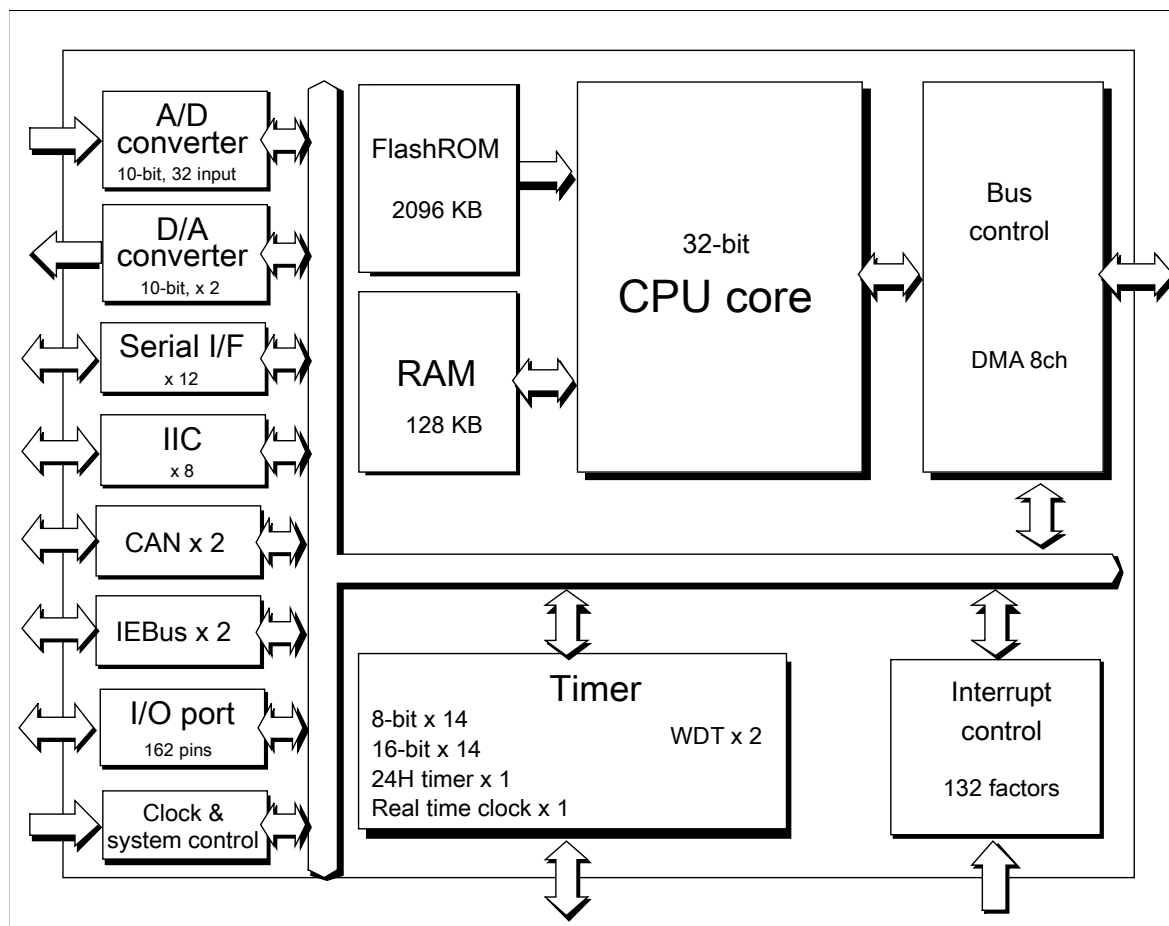 A/D
converter
10-bit, 32 input
D/A
converter
10-bit, x 2
Serial I/F
x 12
IIC
x 8
CAN x 2
IEBus x 2
I/O port
162 pins
Clock &
system control
FlashROM
2096 KB
RAM
128 KB
32-bit
CPU core
Bus
control
DMA 8ch
Timer
8-bit x 14
16-bit x 14
24H timer x 1
Real time clock x 1
WDT x 2
Interrupt
control
132 factors